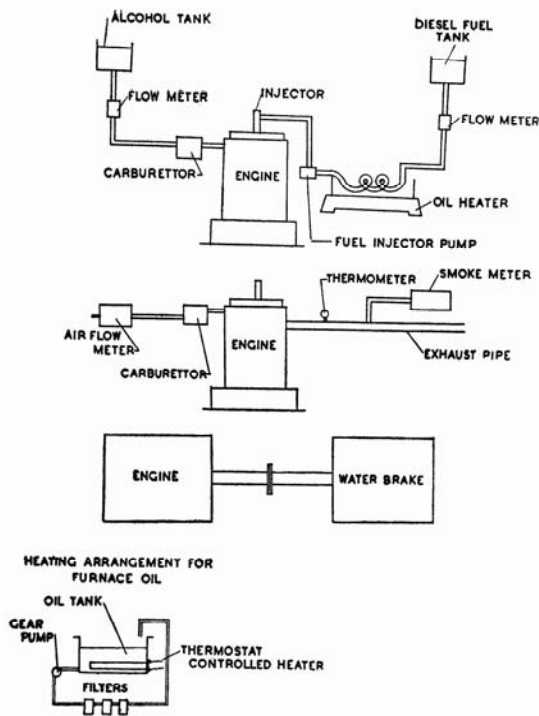 ALCOHOL TANK
DIESEL FUEL
TANK
FLOW METER
INJECTOR
FLOW METER
CARBURETTOR
ENGINE
OIL HEATER
FUEL INJECTOR PUMP
THERMOMETER
SMOKE METER
AIR FLOW
METER
CARBURETTOR
ENGINE
EXHAUST PIPE
ENGINE
WATER BRAKE
HEATING ARRANGEMENT FOR
FURNACE OIL
OIL TANK
GEAR
PUMP
THERMOSTAT
CONTROLLED HEATER
FILTERS